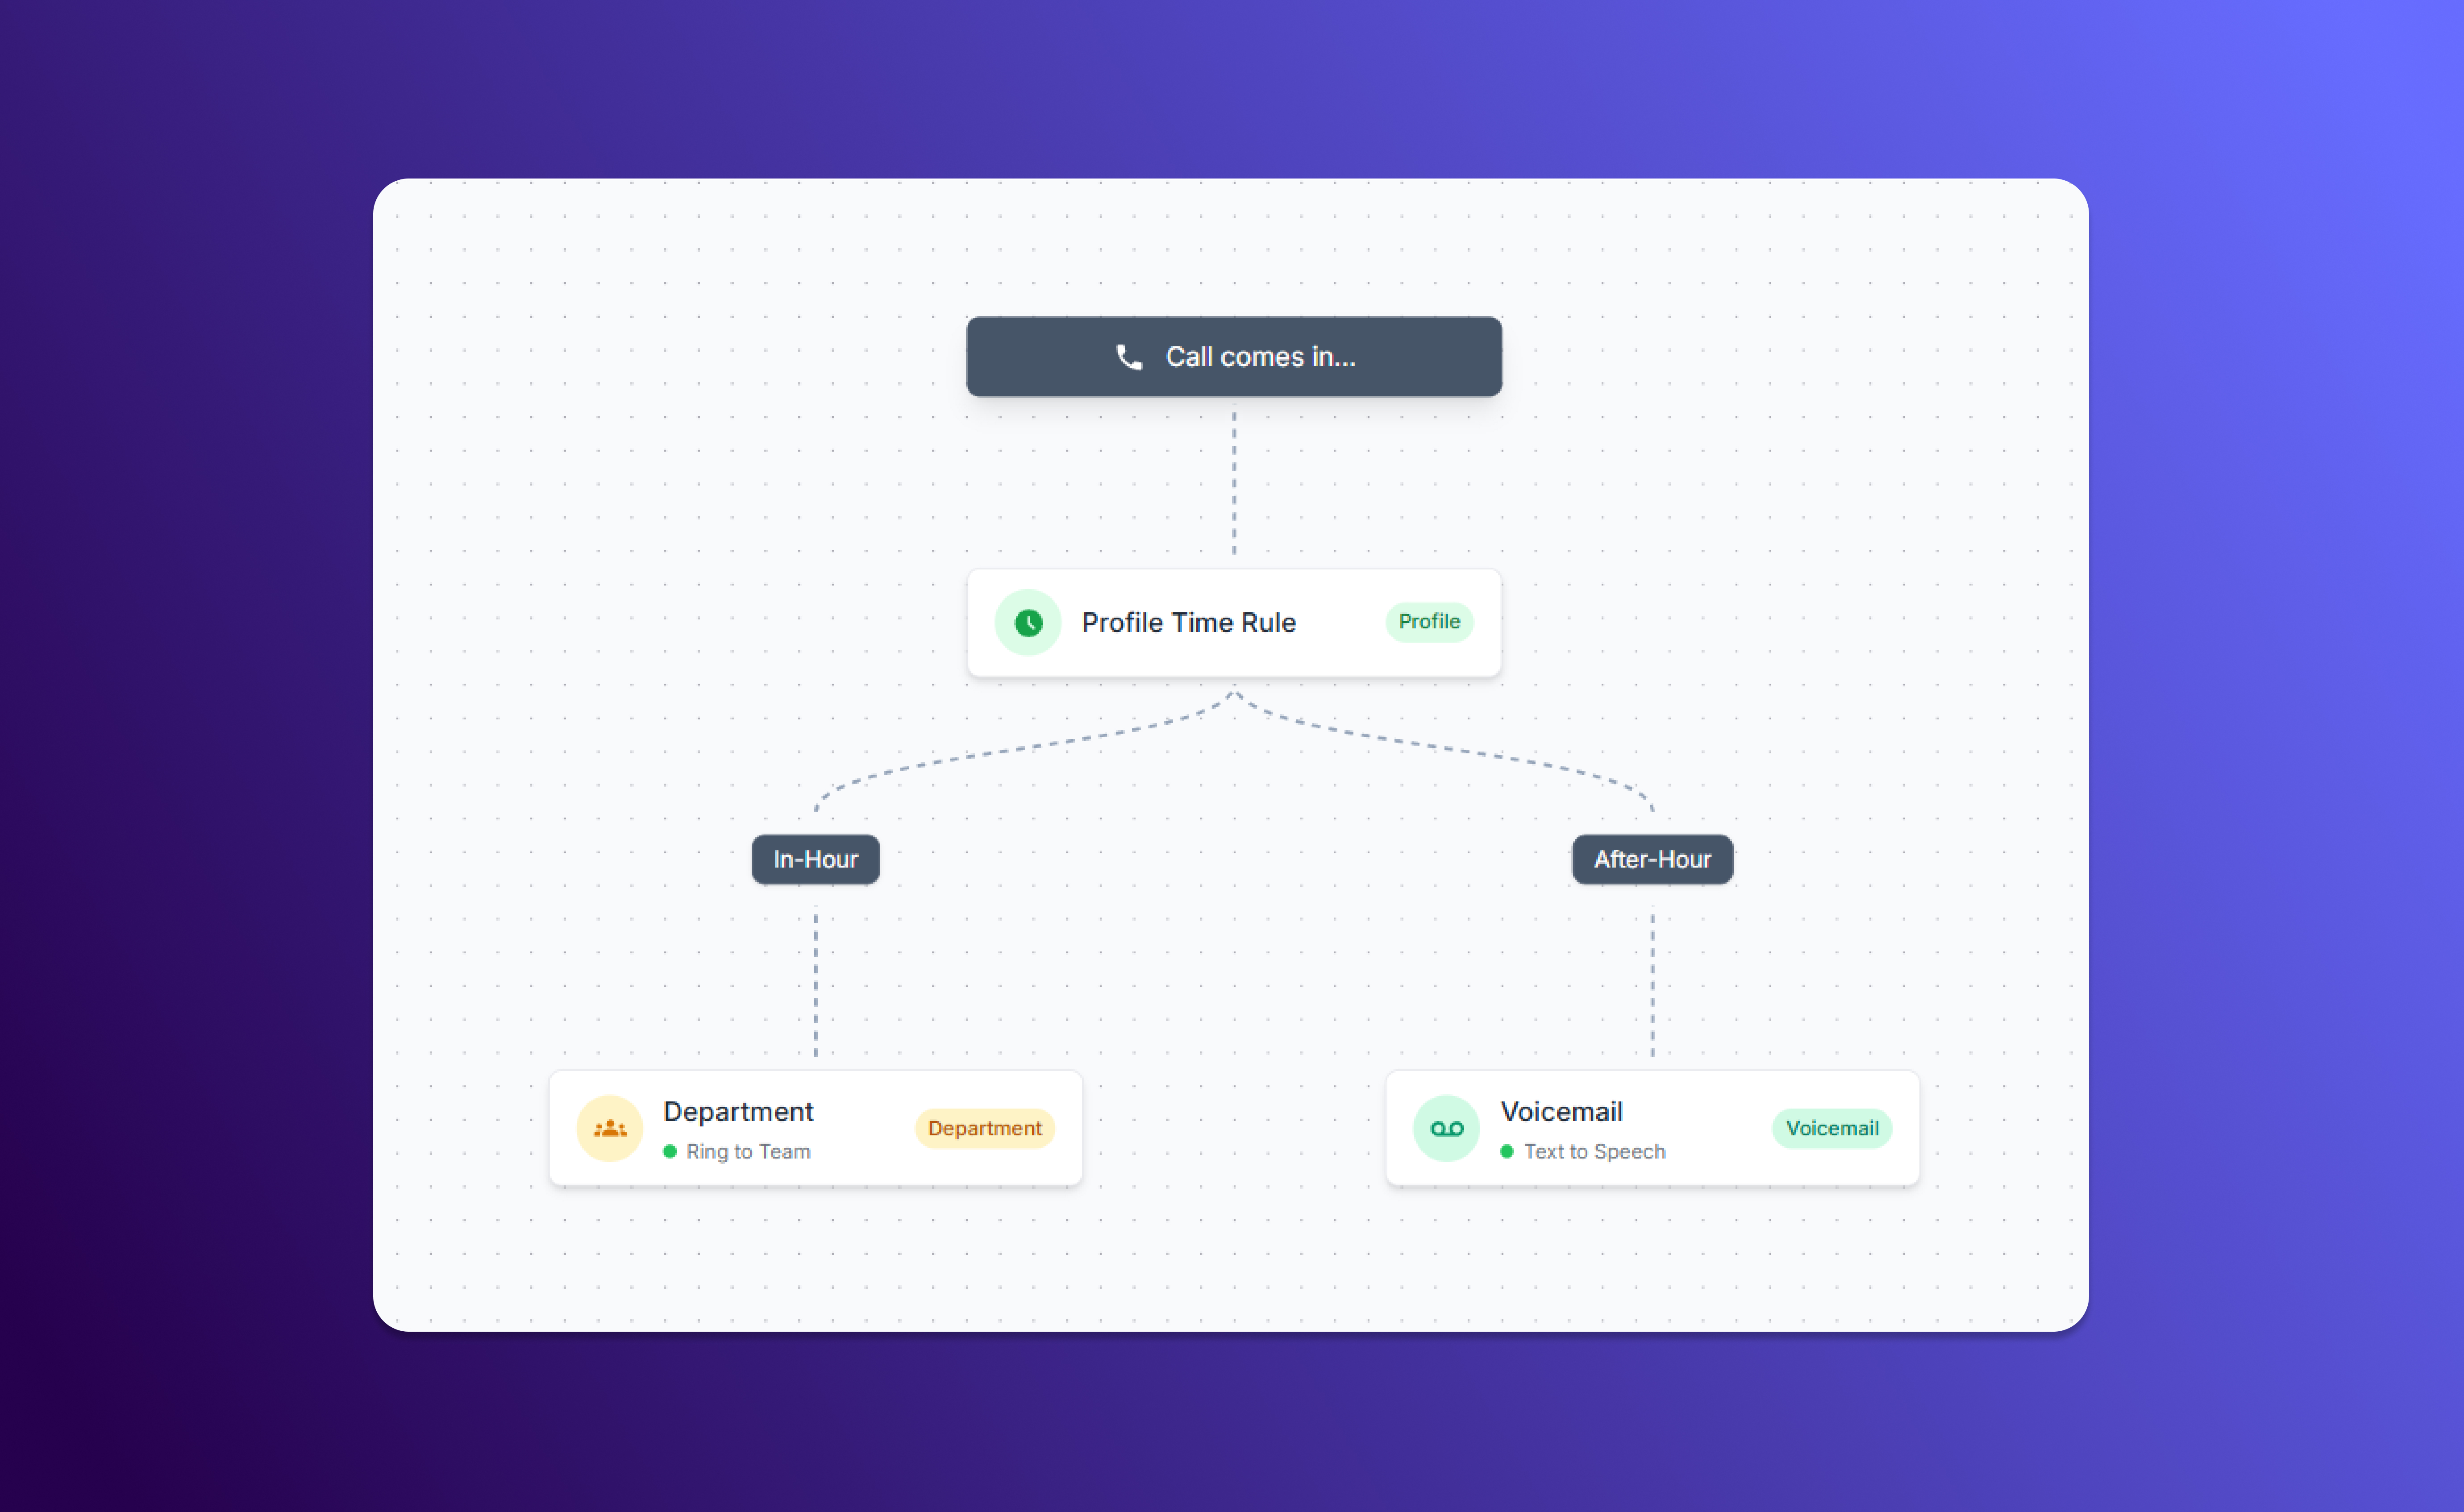 Call comes in...
Profile Time Rule
Profile
In-Hour
After-Hour
Department
Ring to Team
Department
Voicemail
Text to Speech
Voicemail